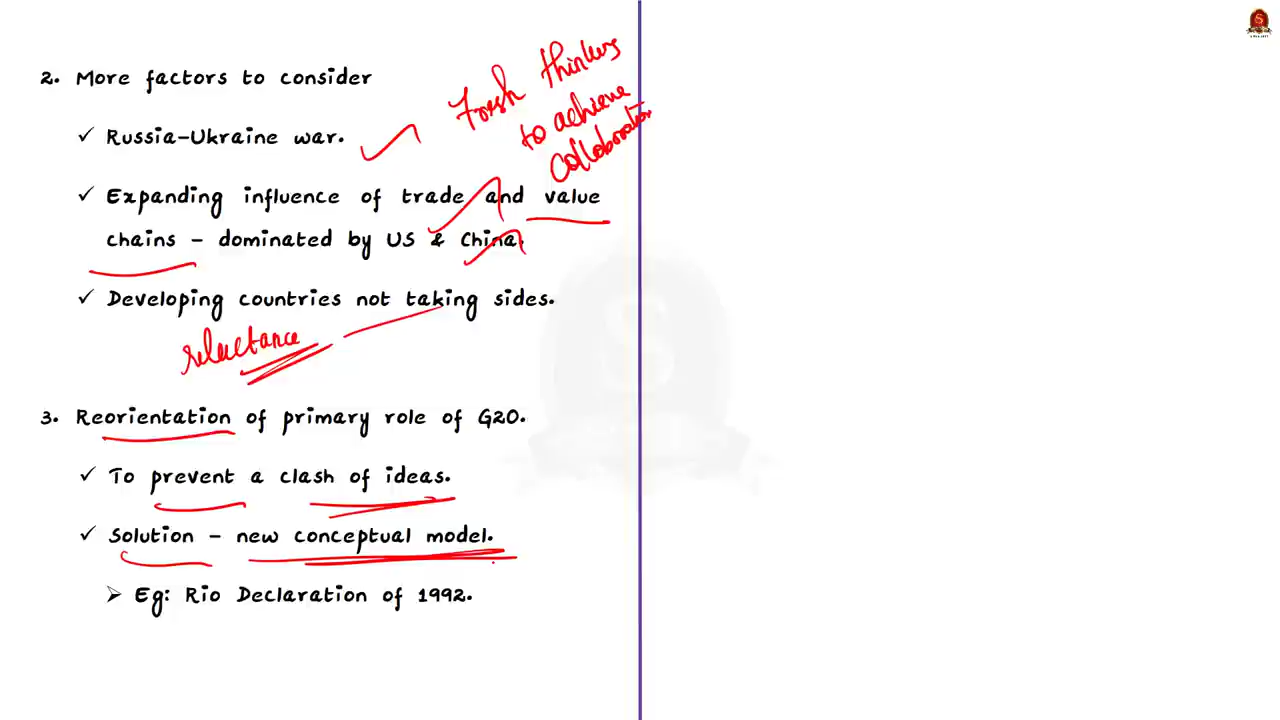 2. More factors to consider
Fresh thinking
to achieve
collaboration
✓ Russia-Ukraine war.
✓ Expanding influence of trade and value
chains - dominated by US & China.
✓ Developing countries not taking sides.
reluctance
3. Reorientation of primary role of G20.
✓ To prevent a clash of ideas.
✓ Solution - new conceptual model.
➢ Eg: Rio Declaration of 1992.